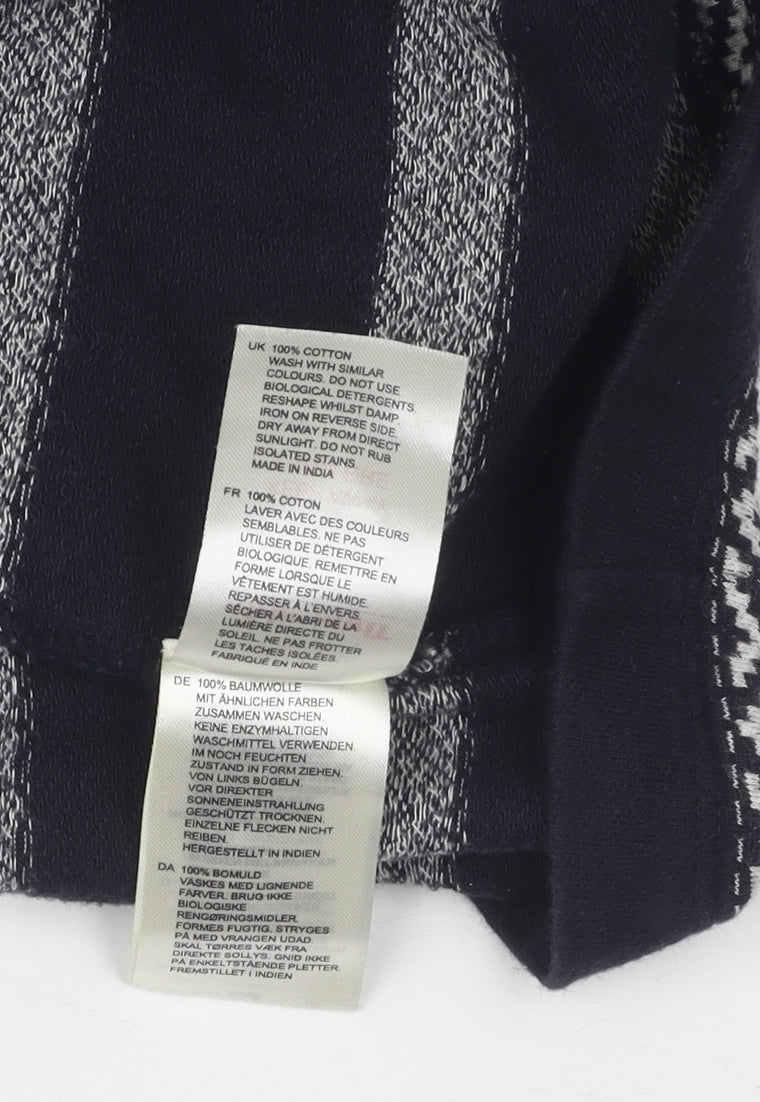 UK 100% COTTON
WASH WITH SIMILAR
COLOURS. DO NOT USE
BIOLOGICAL DETERGENTS.
RESHAPE WHILST DAMP.
IRON ON REVERSE SIDE.
DRY AWAY FROM DIRECT
SUNLIGHT. DO NOT RUB
ISOLATED STAINS.
MADE IN INDIA
FR 100% COTON
LAVER AVEC DES COULEURS
SEMBLABLES. NE PAS
UTILISER DE DÉTERGENT
BIOLOGIQUE. REMETTRE EN
FORME LORSQUE LE
VÊTEMENT EST HUMIDE.
REPASSER À L'ENVERS.
SÉCHER À L'ABRI DE LA
LUMIÈRE DIRECTE DU
SOLEIL. NE PAS FROTTER
LES TACHES ISOLÉES.
FABRIQUÉ EN INDE
DE 100% BAUMWOLLE
MIT ÄHNLICHEN FARBEN
ZUSAMMEN WASCHEN.
KEINE ENZYMHALTIGEN
WASCHMITTEL VERWENDEN.
IM NOCH FEUCHTEN
ZUSTAND IN FORM ZIEHEN.
VON LINKS BÜGELN.
VOR DIREKTER
SONNENEINSTRAHLUNG
GESCHÜTZT TROCKNEN.
EINZELNE FLECKEN NICHT
REIBEN.
HERGESTELLT IN INDIEN
DA 100% BOMULD
VASKES MED LIGNENDE
FARVER. BRUG IKKE
BIOLOGISKE
RENGØRINGSMIDLER.
FORMES FUGTIG. STRYGES
PÅ MED VRANGEN UDAD.
SKAL TØRRES VÆK FRA
DIREKTE SOLLYS. GNID IKKE
PÅ ENKELTSTÅENDE PLETTER.
FREMSTILLET I INDIEN